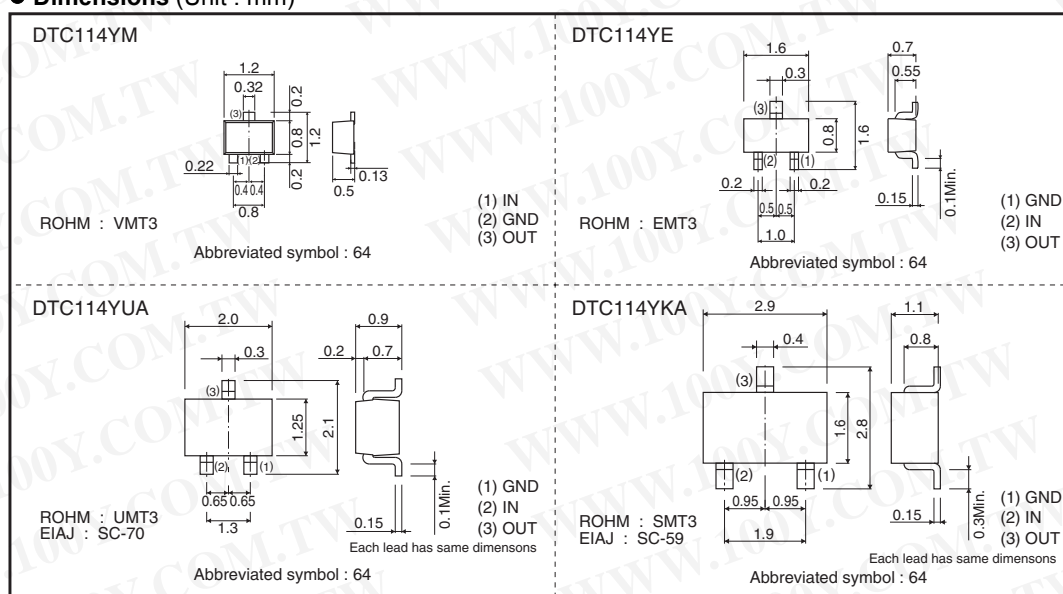 Dimensions (Unit : mm)
DTC114YM
1.2
0.32
0.2
(3)
0.8
1.2
(1)
(2)
0.22
0.2
0.4
0.4
0.8
0.5
0.13
ROHM : VMT3
(1) IN
(2) GND
(3) OUT
Abbreviated symbol : 64
DTC114YE
1.6
0.3
(3)
0.8
1.6
(2)
(1)
0.2
0.2
0.5
0.5
1.0
0.7
0.55
0.15
0.1Min.
ROHM : EMT3
(1) GND
(2) IN
(3) OUT
Abbreviated symbol : 64
DTC114YUA
2.0
0.3
(3)
1.25
2.1
(2)
(1)
0.65
0.65
1.3
0.9
0.2
0.7
0.15
0.1Min.
ROHM : UMT3
EIAJ : SC-70
(1) GND
(2) IN
(3) OUT
Each lead has same dimensons
Abbreviated symbol : 64
DTC114YKA
2.9
0.4
(3)
1.6
2.8
(2)
(1)
0.95
0.95
1.9
1.1
0.8
0.15
0.3Min.
ROHM : SMT3
EIAJ : SC-59
(1) GND
(2) IN
(3) OUT
Each lead has same dimensons
Abbreviated symbol : 64
WWW.100Y.COM.TW